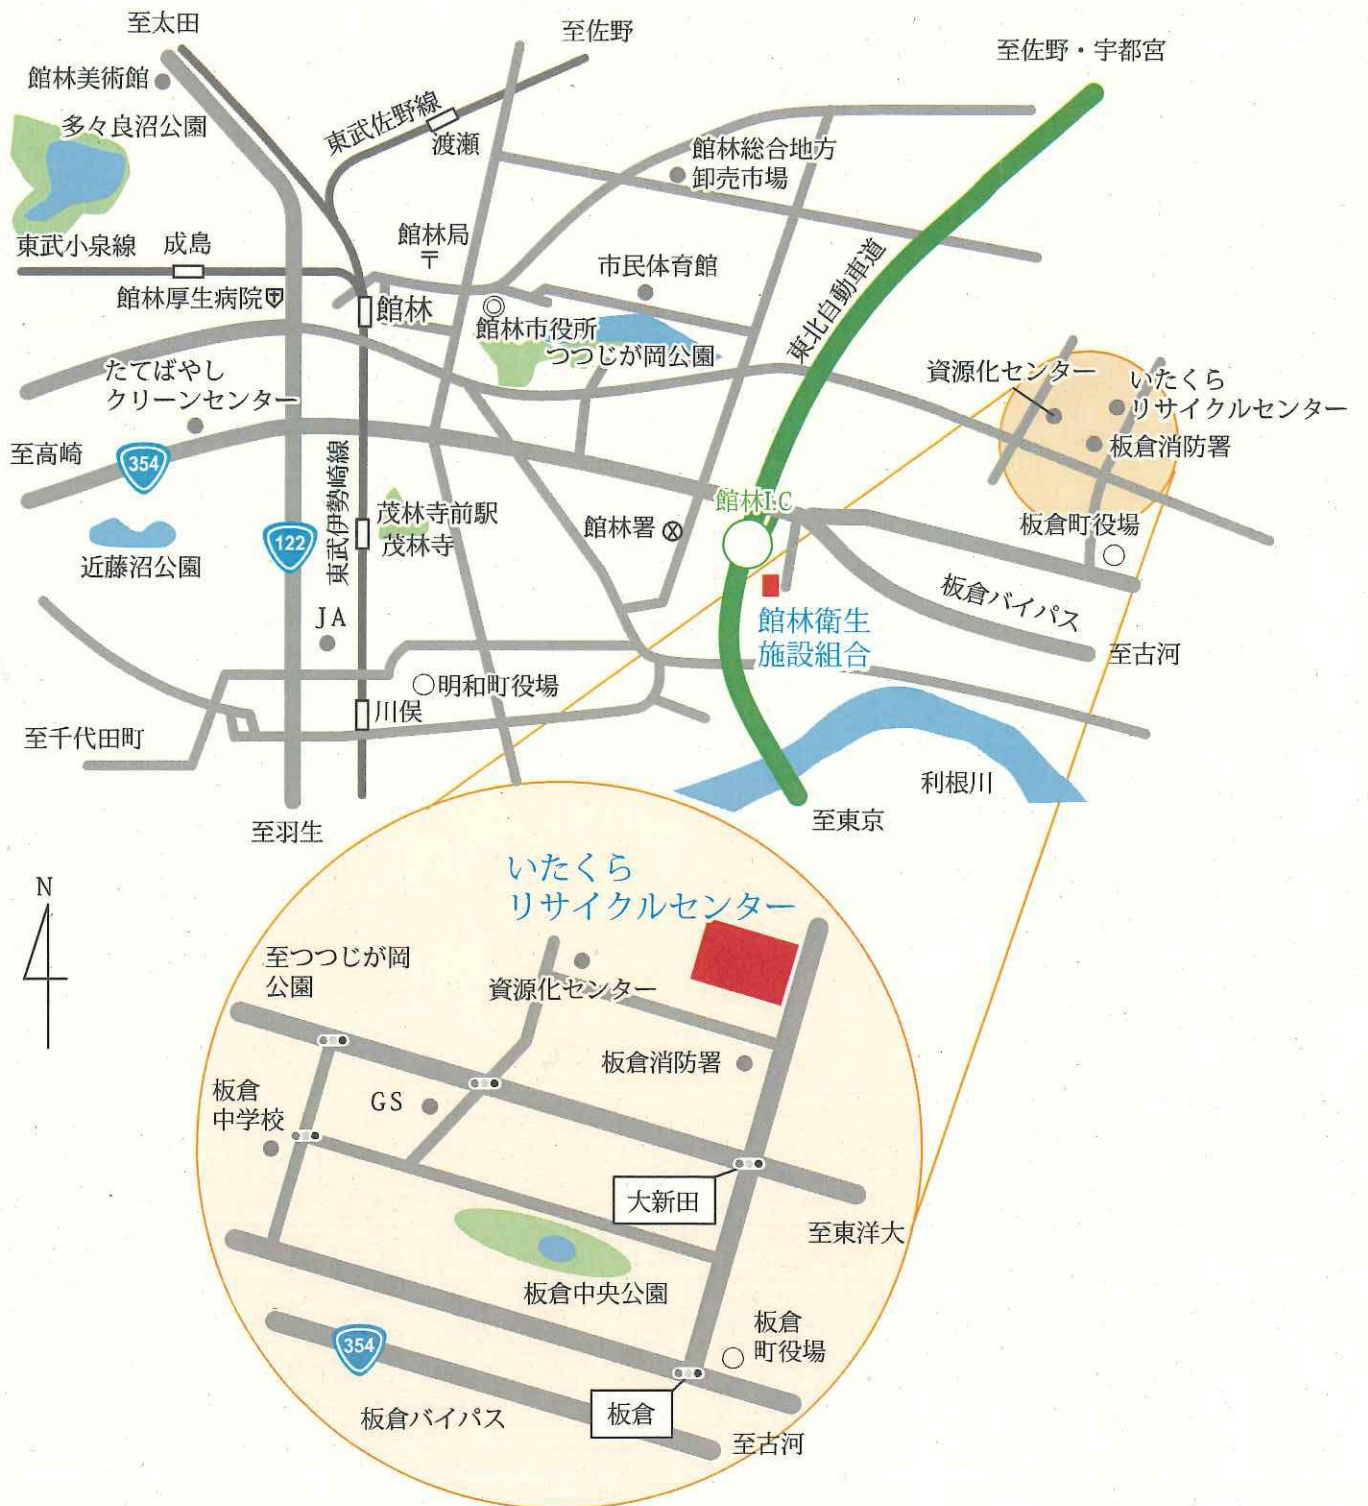 至太田
至佐野
至佐野・宇都宮
館林美術館
多々良沼公園
東武佐野線
渡瀬
館林総合地方
卸売市場
東武小泉線
成島
館林局
〒
市民体育館
東北自動車道
館林厚生病院
館林
館林市役所
つつじが岡公園
たてばやし
クリーンセンター
資源化センター
いたくら
リサイクルセンター
板倉消防署
至高崎
354
東武伊勢崎線
館林I.C
茂林寺前駅
茂林寺
館林署
板倉町役場
122
近藤沼公園
板倉バイパス
JA
館林衛生
施設組合
至古河
明和町役場
川俣
至千代田町
利根川
至東京
至羽生
N
いたくら
リサイクルセンター
至つつじが岡
公園
資源化センター
板倉消防署
板倉
中学校
GS
大新田
至東洋大
板倉中央公園
板倉
町役場
354
板倉バイパス
板倉
至古河